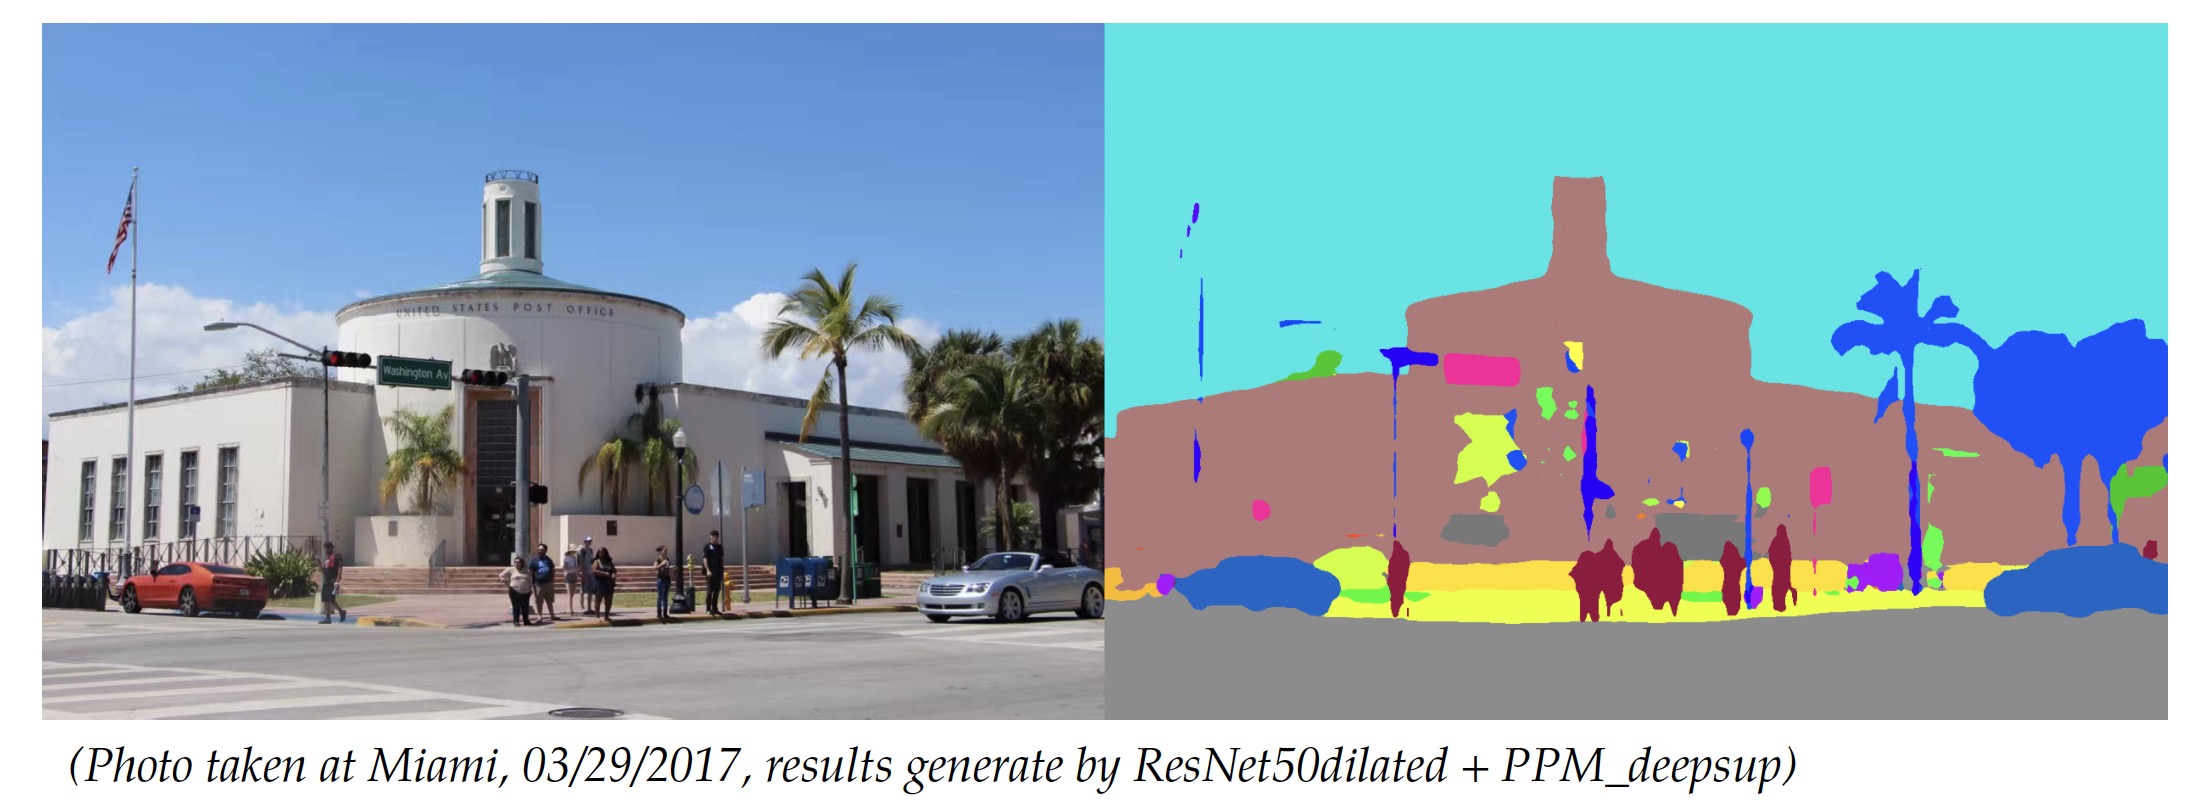 UNITED STATES POST OFFICE
Washington Av
(Photo taken at Miami, 03/29/2017, results generate by ResNet50dilated + PPM_deepsup)